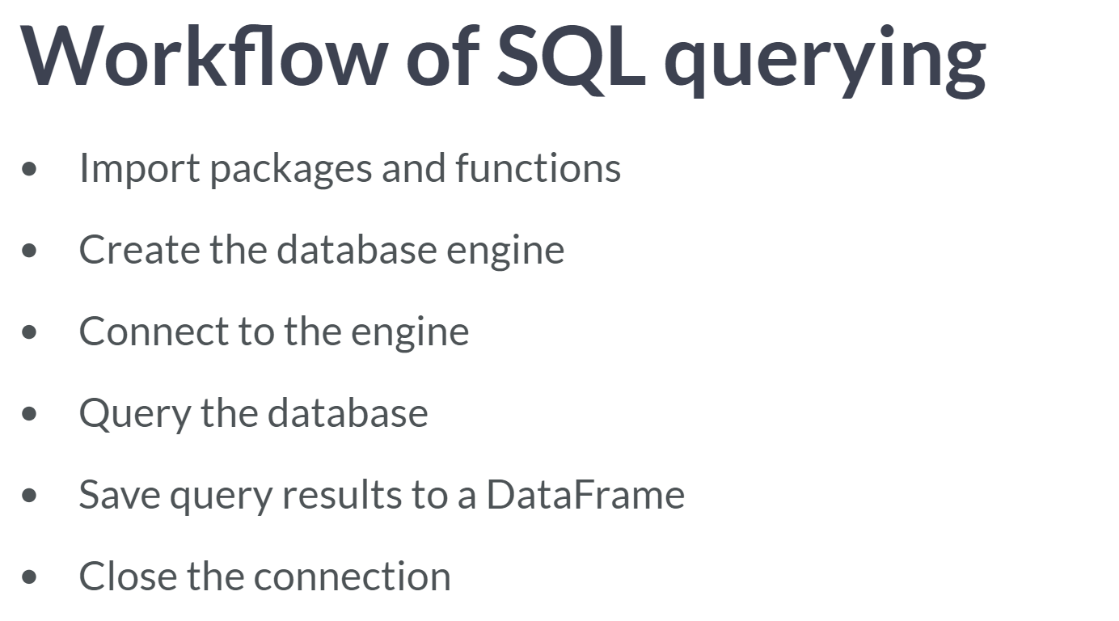 Workflow of SQL querying
• Import packages and functions
• Create the database engine
• Connect to the engine
• Query the database
• Save query results to a DataFrame
• Close the connection